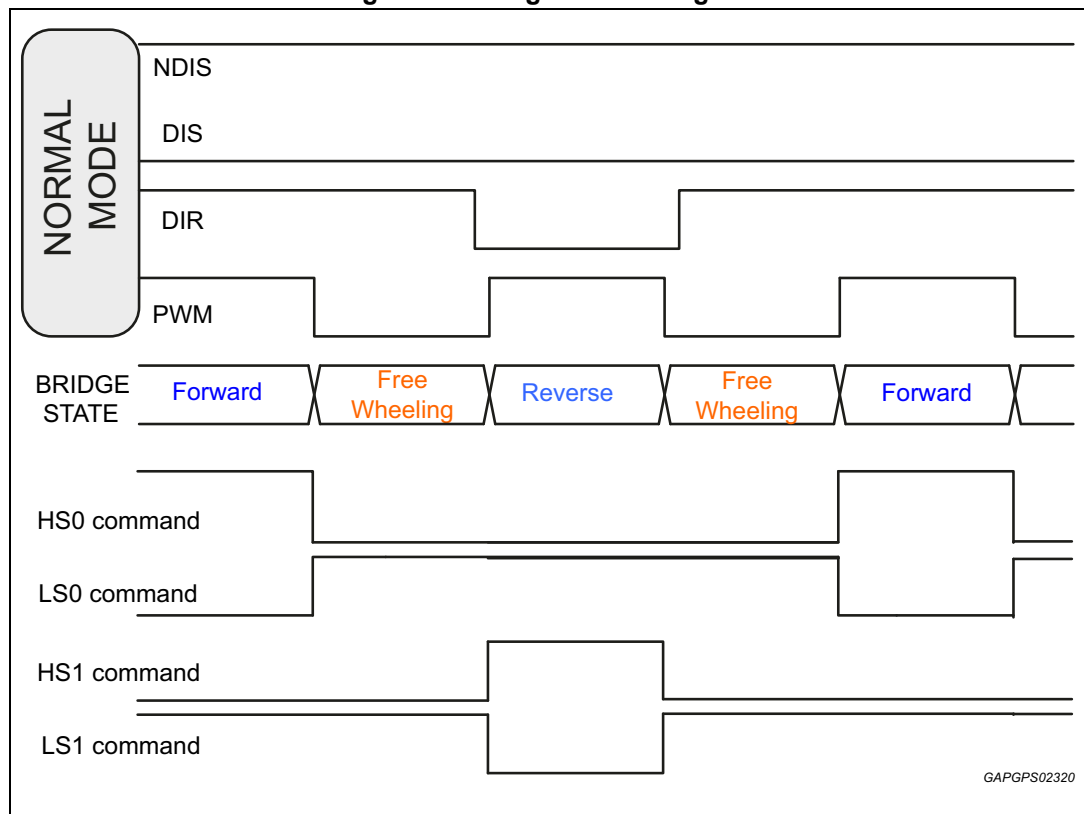 NORMAL
MODE
NDIS
DIS
DIR
PWM
BRIDGE
STATE
Forward
Free
Wheeling
Reverse
Free
Wheeling
Forward
HS0 command
LS0 command
HS1 command
LS1 command
GAPGPS02320